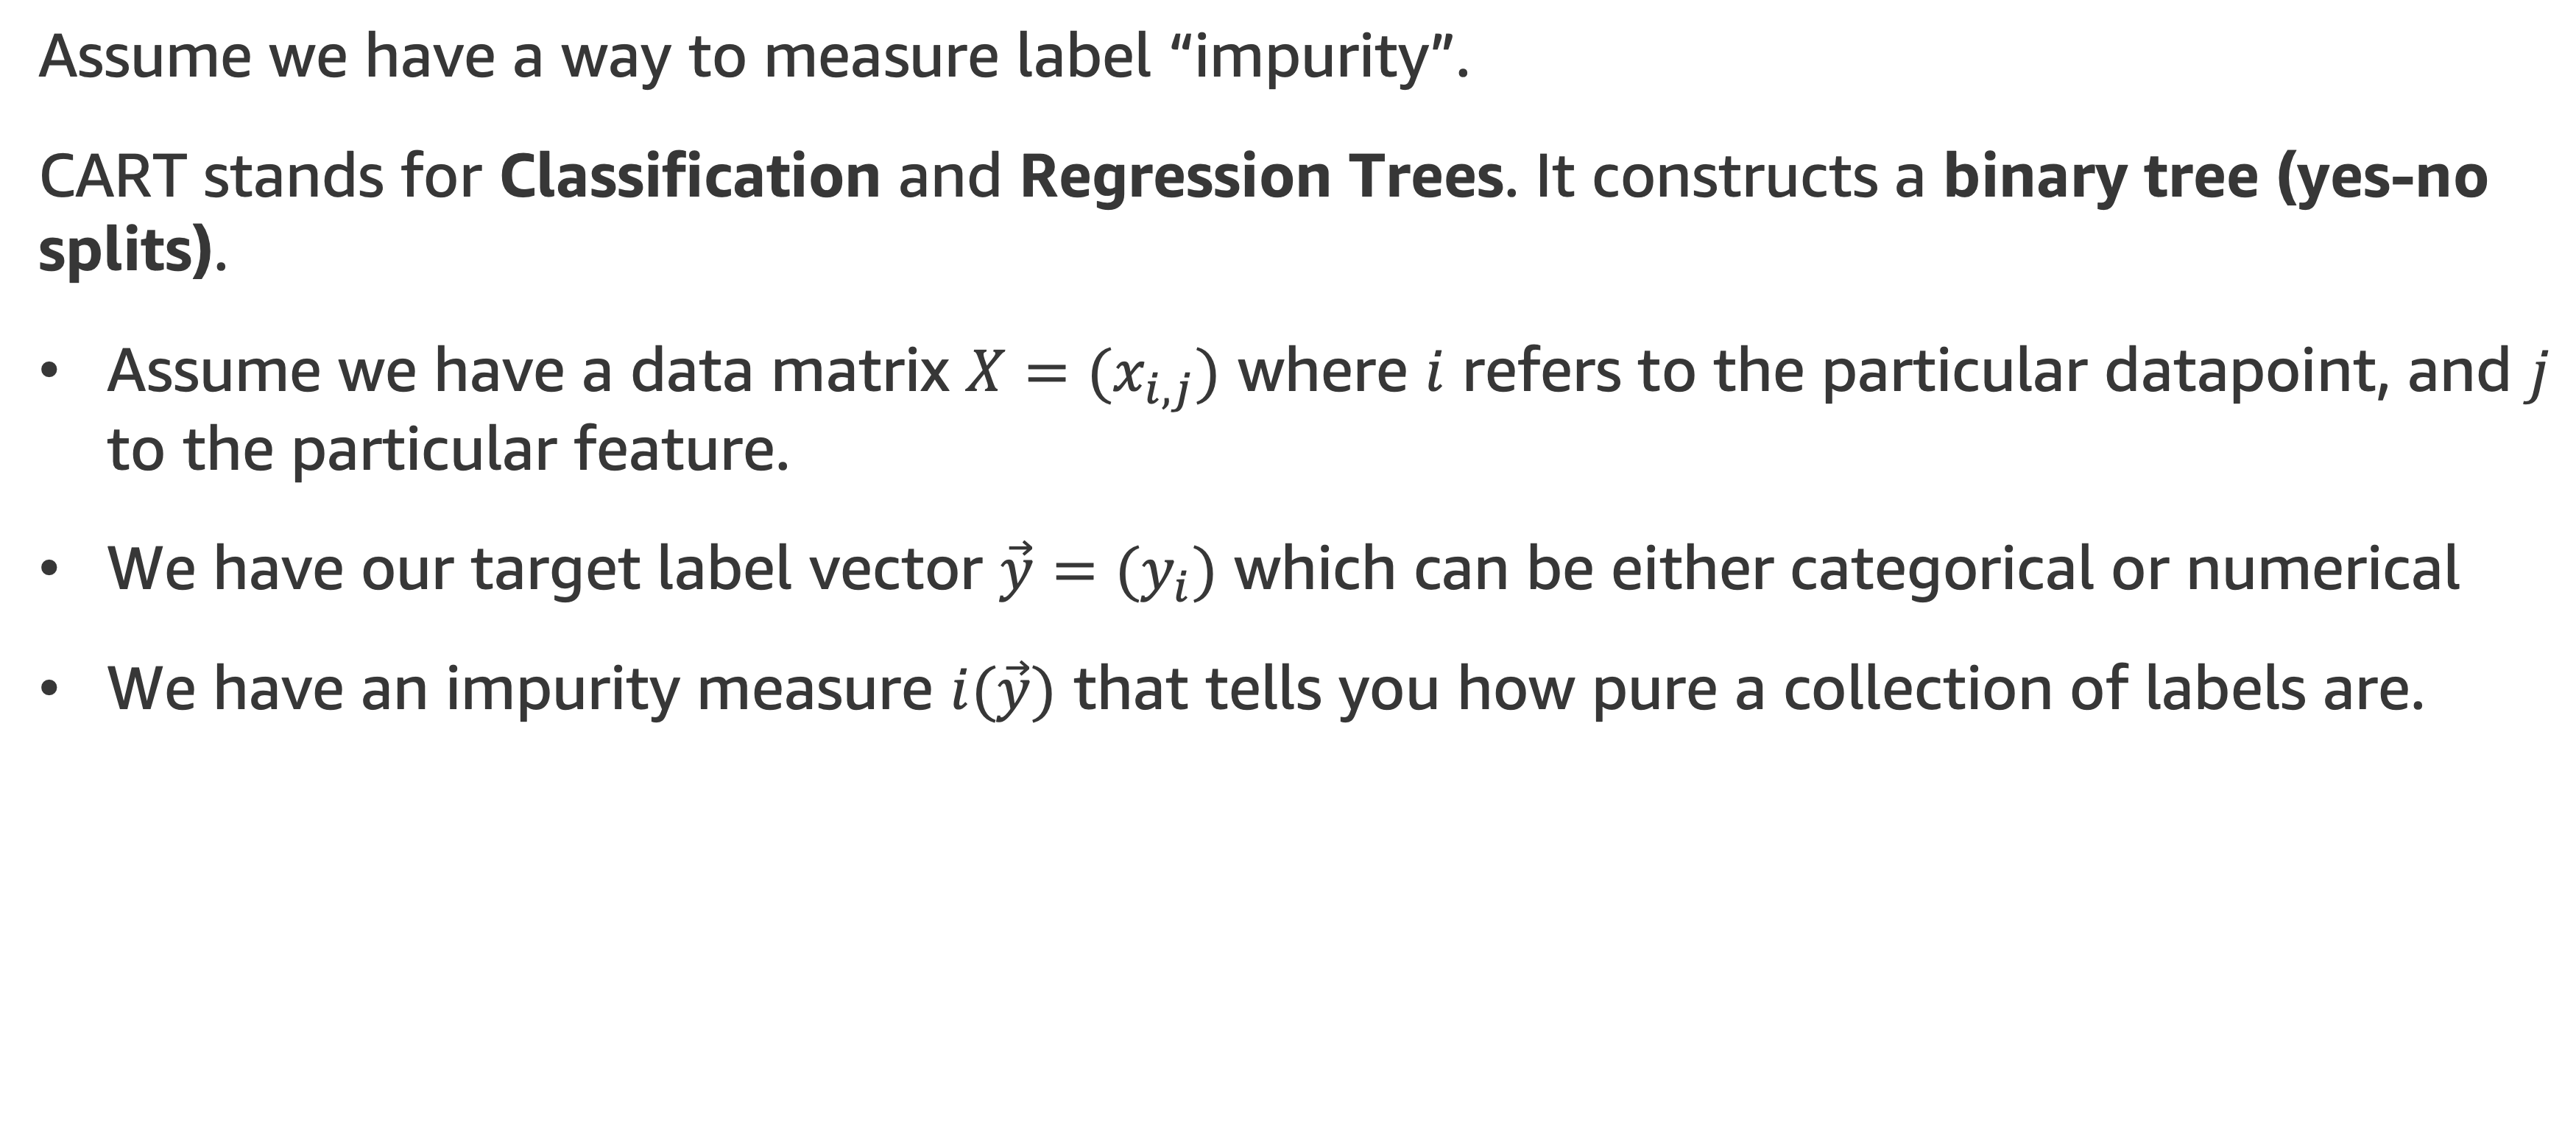 Assume we have a way to measure label “impurity”.
CART stands for Classification and Regression Trees. It constructs a binary tree (yes-no
splits).
• Assume we have a data matrix X = (x_{i,j}) where i refers to the particular datapoint, and j
to the particular feature.
• We have our target label vector y⃗ = (y_i) which can be either categorical or numerical
• We have an impurity measure i(y⃗) that tells you how pure a collection of labels are.